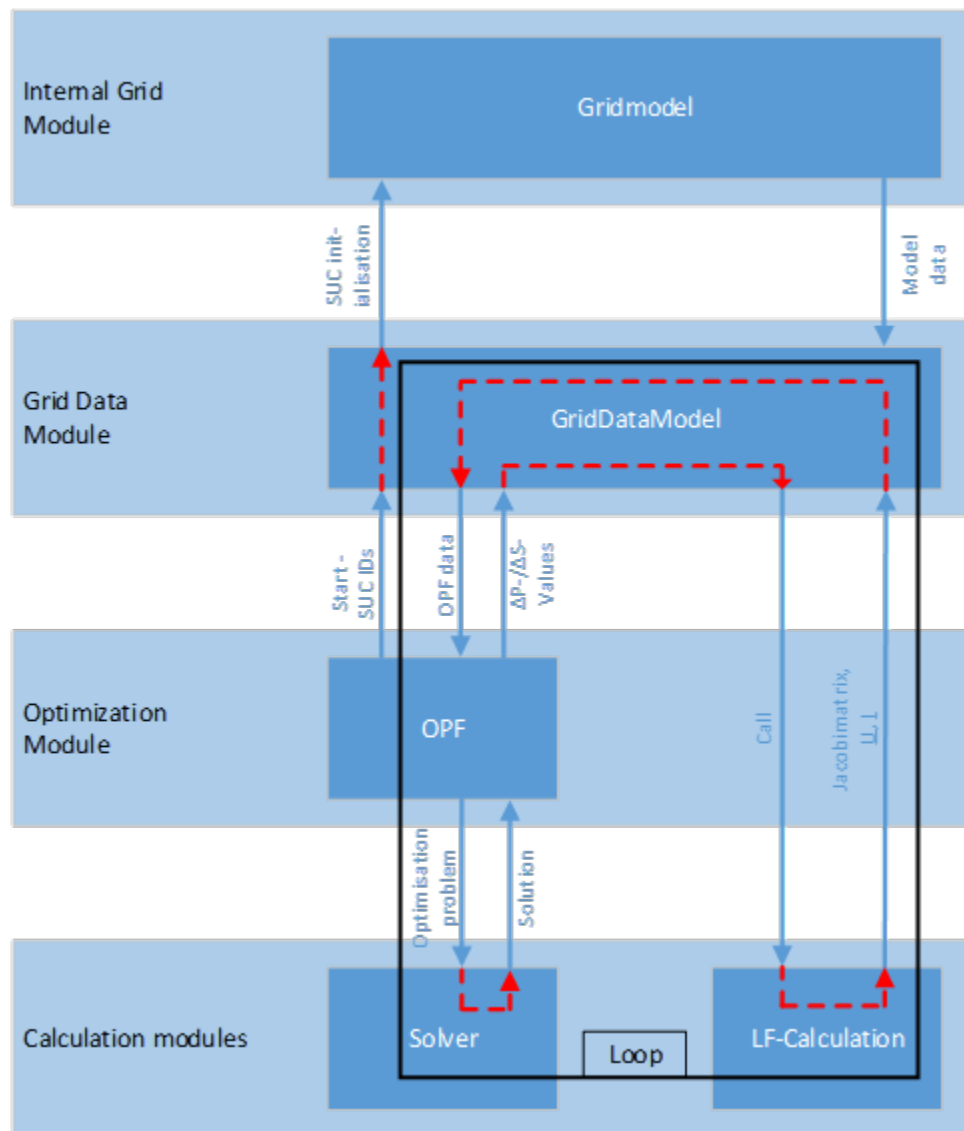 Internal Grid
Module
Gridmodel
SUC init-
ialisation
Model
data
Grid Data
Module
GridDataModel
Start -
SUC IDs
OPF data
ΔP-/ΔS-
Values
Optimization
Module
OPF
Call
Jacobimatrix,
U, I
Optimisation
problem
Solution
Calculation modules
Solver
Loop
LF-Calculation